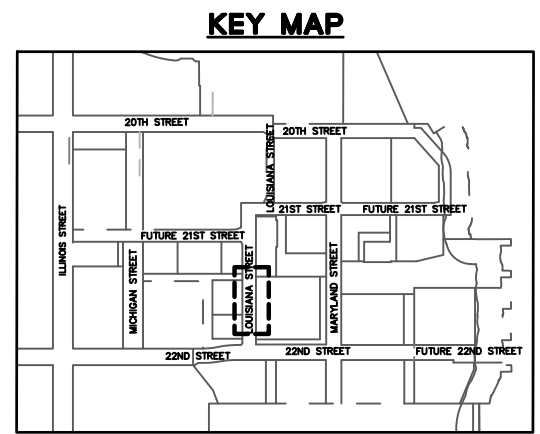 KEY MAP
20TH STREET
20TH STREET
LOUISIANA STREET
21ST STREET
FUTURE 21ST STREET
ILLINOIS STREET
FUTURE 21ST STREET
MICHIGAN STREET
LOUISIANA STREET
MARYLAND STREET
22ND STREET
22ND STREET
FUTURE 22ND STREET